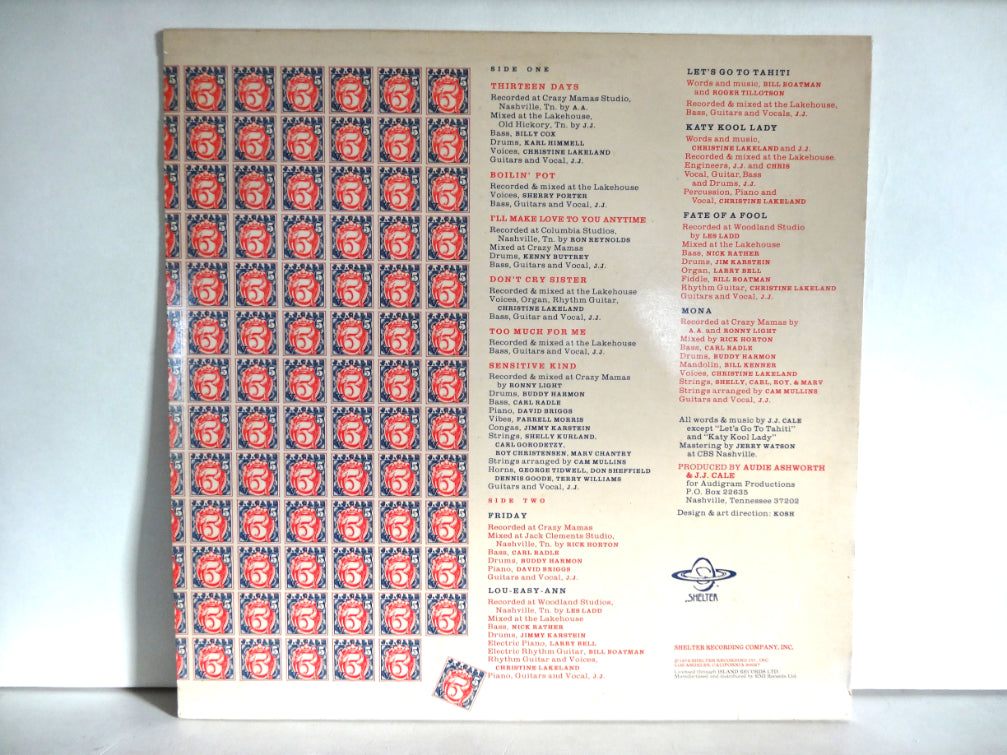 SIDE ONE
THIRTEEN DAYS
Recorded at Crazy Mamas Studio,
Nashville, Tn. by A.A.
Mixed at the Lakehouse,
Old Hickory, Tn. by J.J.
Bass, BILLY COX
Drums, KARL HIMMELL
Voices, CHRISTINE LAKELAND
Guitars and Vocal, J.J.
BOILIN' POT
Recorded & mixed at the Lakehouse
Voices, SHERRY PORTER
Bass, Guitars and Vocal, J.J.
I'LL MAKE LOVE TO YOU ANYTIME
Recorded at Columbia Studios,
Nashville, Tn. by RON REYNOLDS
Mixed at Crazy Mamas
Drums, KENNY BUTTREY
Bass, Guitars and Vocal, J.J.
DON'T CRY SISTER
Recorded & mixed at the Lakehouse
Voices, Organ, Rhythm Guitar,
CHRISTINE LAKELAND
Bass, Guitar and Vocal, J.J.
TOO MUCH FOR ME
Recorded & mixed at the Lakehouse
Bass, Guitars and Vocal, J.J.
SENSITIVE KIND
Recorded & mixed at Crazy Mamas
by RONNY LIGHT
Drums, BUDDY HARMON
Bass, CARL RADLE
Piano, DAVID BRIGGS
Vibes, FARRELL MORRIS
Congas, JIMMY KARSTEIN
Strings, SHELLY KURLAND,
CARL GORODETZY,
ROY CHRISTENSEN, MARV CHANTRY
Strings arranged by CAM MULLINS
Horns, GEORGE TIDWELL, DON SHEFFIELD
DENNIS GOODE, TERRY WILLIAMS
Guitars and Vocal, J.J.
SIDE TWO
FRIDAY
Recorded at Crazy Mamas
Mixed at Jack Clements Studio,
Nashville, Tn. by RICK HORTON
Bass, CARL RADLE
Drums, BUDDY HARMON
Piano, DAVID BRIGGS
Guitars and Vocal, J.J.
LOU-EASY-ANN
Recorded at Woodland Studios,
Nashville, Tn. by LES LADD
Mixed at the Lakehouse
Bass, NICK RATHER
Drums, JIMMY KARSTEIN
Electric Piano, LARRY BELL
Electric Rhythm Guitar, BILL BOATMAN
Rhythm Guitar and Voices,
CHRISTINE LAKELAND
Piano, Guitars and Vocal, J.J.
LET'S GO TO TAHITI
Words and music, BILL BOATMAN
and ROGER TILLOTSON
Recorded & mixed at the Lakehouse,
Bass, Guitars and Vocals, J.J.
KATY KOOL LADY
Words and music,
CHRISTINE LAKELAND and J.J.
Recorded & mixed at the Lakehouse.
Engineers, J.J. and CHRIS
Vocal, Guitar, Bass
and Drums, J.J.
Percussion, Piano and
Vocal, CHRISTINE LAKELAND
FATE OF A FOOL
Recorded at Woodland Studio
by LES LADD
Mixed at the Lakehouse
Bass, NICK RATHER
Drums, JIM KARSTEIN
Organ, LARRY BELL
Fiddle, BILL BOATMAN
Rhythm Guitar, CHRISTINE LAKELAND
Guitars and Vocal, J.J.
MONA
Recorded at Crazy Mamas by
A.A. and RONNY LIGHT
Mixed by RICK HORTON
Bass, CARL RADLE
Drums, BUDDY HARMON
Mandolin, BILL KENNER
Voices, CHRISTINE LAKELAND
Strings, SHELLY, CARL, ROY, & MARV
Strings arranged by CAM MULLINS
Guitars and Vocal, J.J.
All words & music by J.J. CALE
except "Let's Go To Tahiti"
and "Katy Kool Lady"
Mastering by JERRY WATSON
at CBS Nashville.
PRODUCED BY AUDIE ASHWORTH
& J.J. CALE
for Audigram Productions
P.O. Box 22635
Nashville, Tennessee 37202
Design & art direction: KOSH
SHELTER
SHELTER RECORDING COMPANY, INC.
Licensed through ISLAND RECORDS LTD.
Manufactured and distributed by EMI Records Ltd.